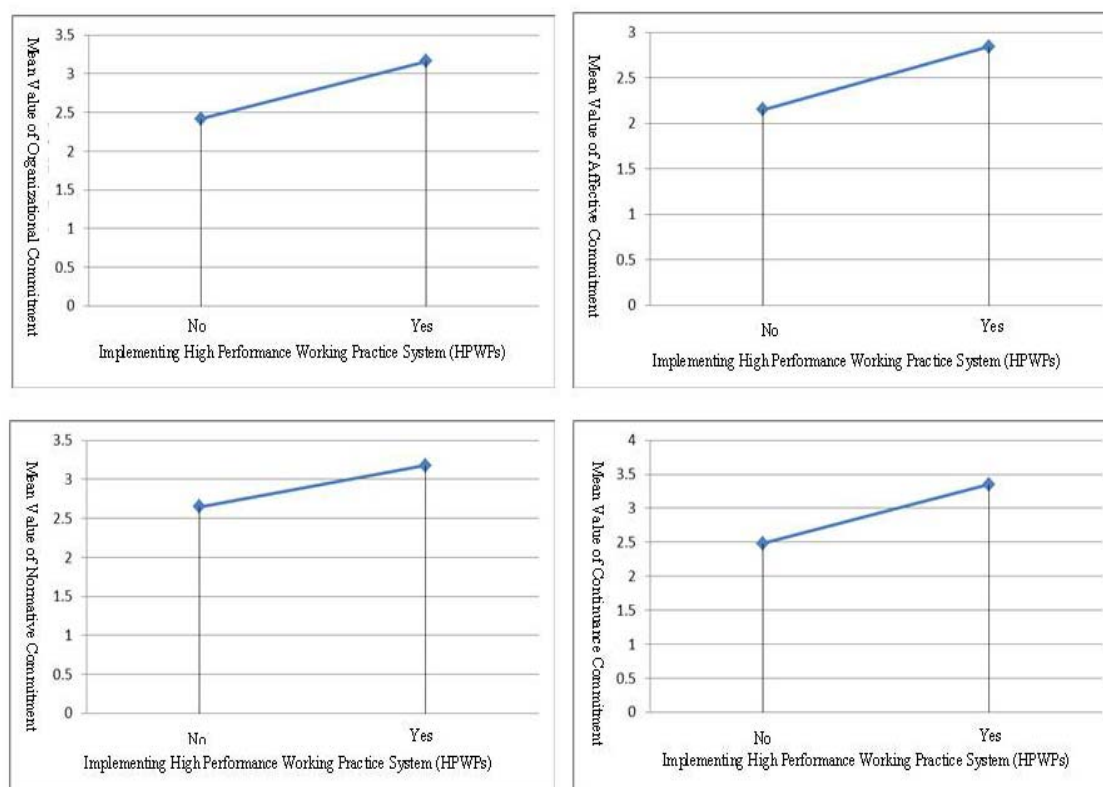 Mean Value of Organizational Commitment
3.5
3
2.5
2
1.5
1
0.5
0
No Yes
Implementing High Performance Working Practice System (HPWPs)
Mean Value of Affective Commitment
3
2.5
2
1.5
1
0.5
0
No Yes
Implementing High Performance Working Practice System (HPWPs)
Mean Value of Normative Commitment
3.5
3
2.5
2
1.5
1
0.5
0
No Yes
Implementing High Performance Working Practice System (HPWPs)
Mean Value of Continuance Commitment
4
3.5
3
2.5
2
1.5
1
0.5
0
No Yes
Implementing High Performance Working Practice System (HPWPs)